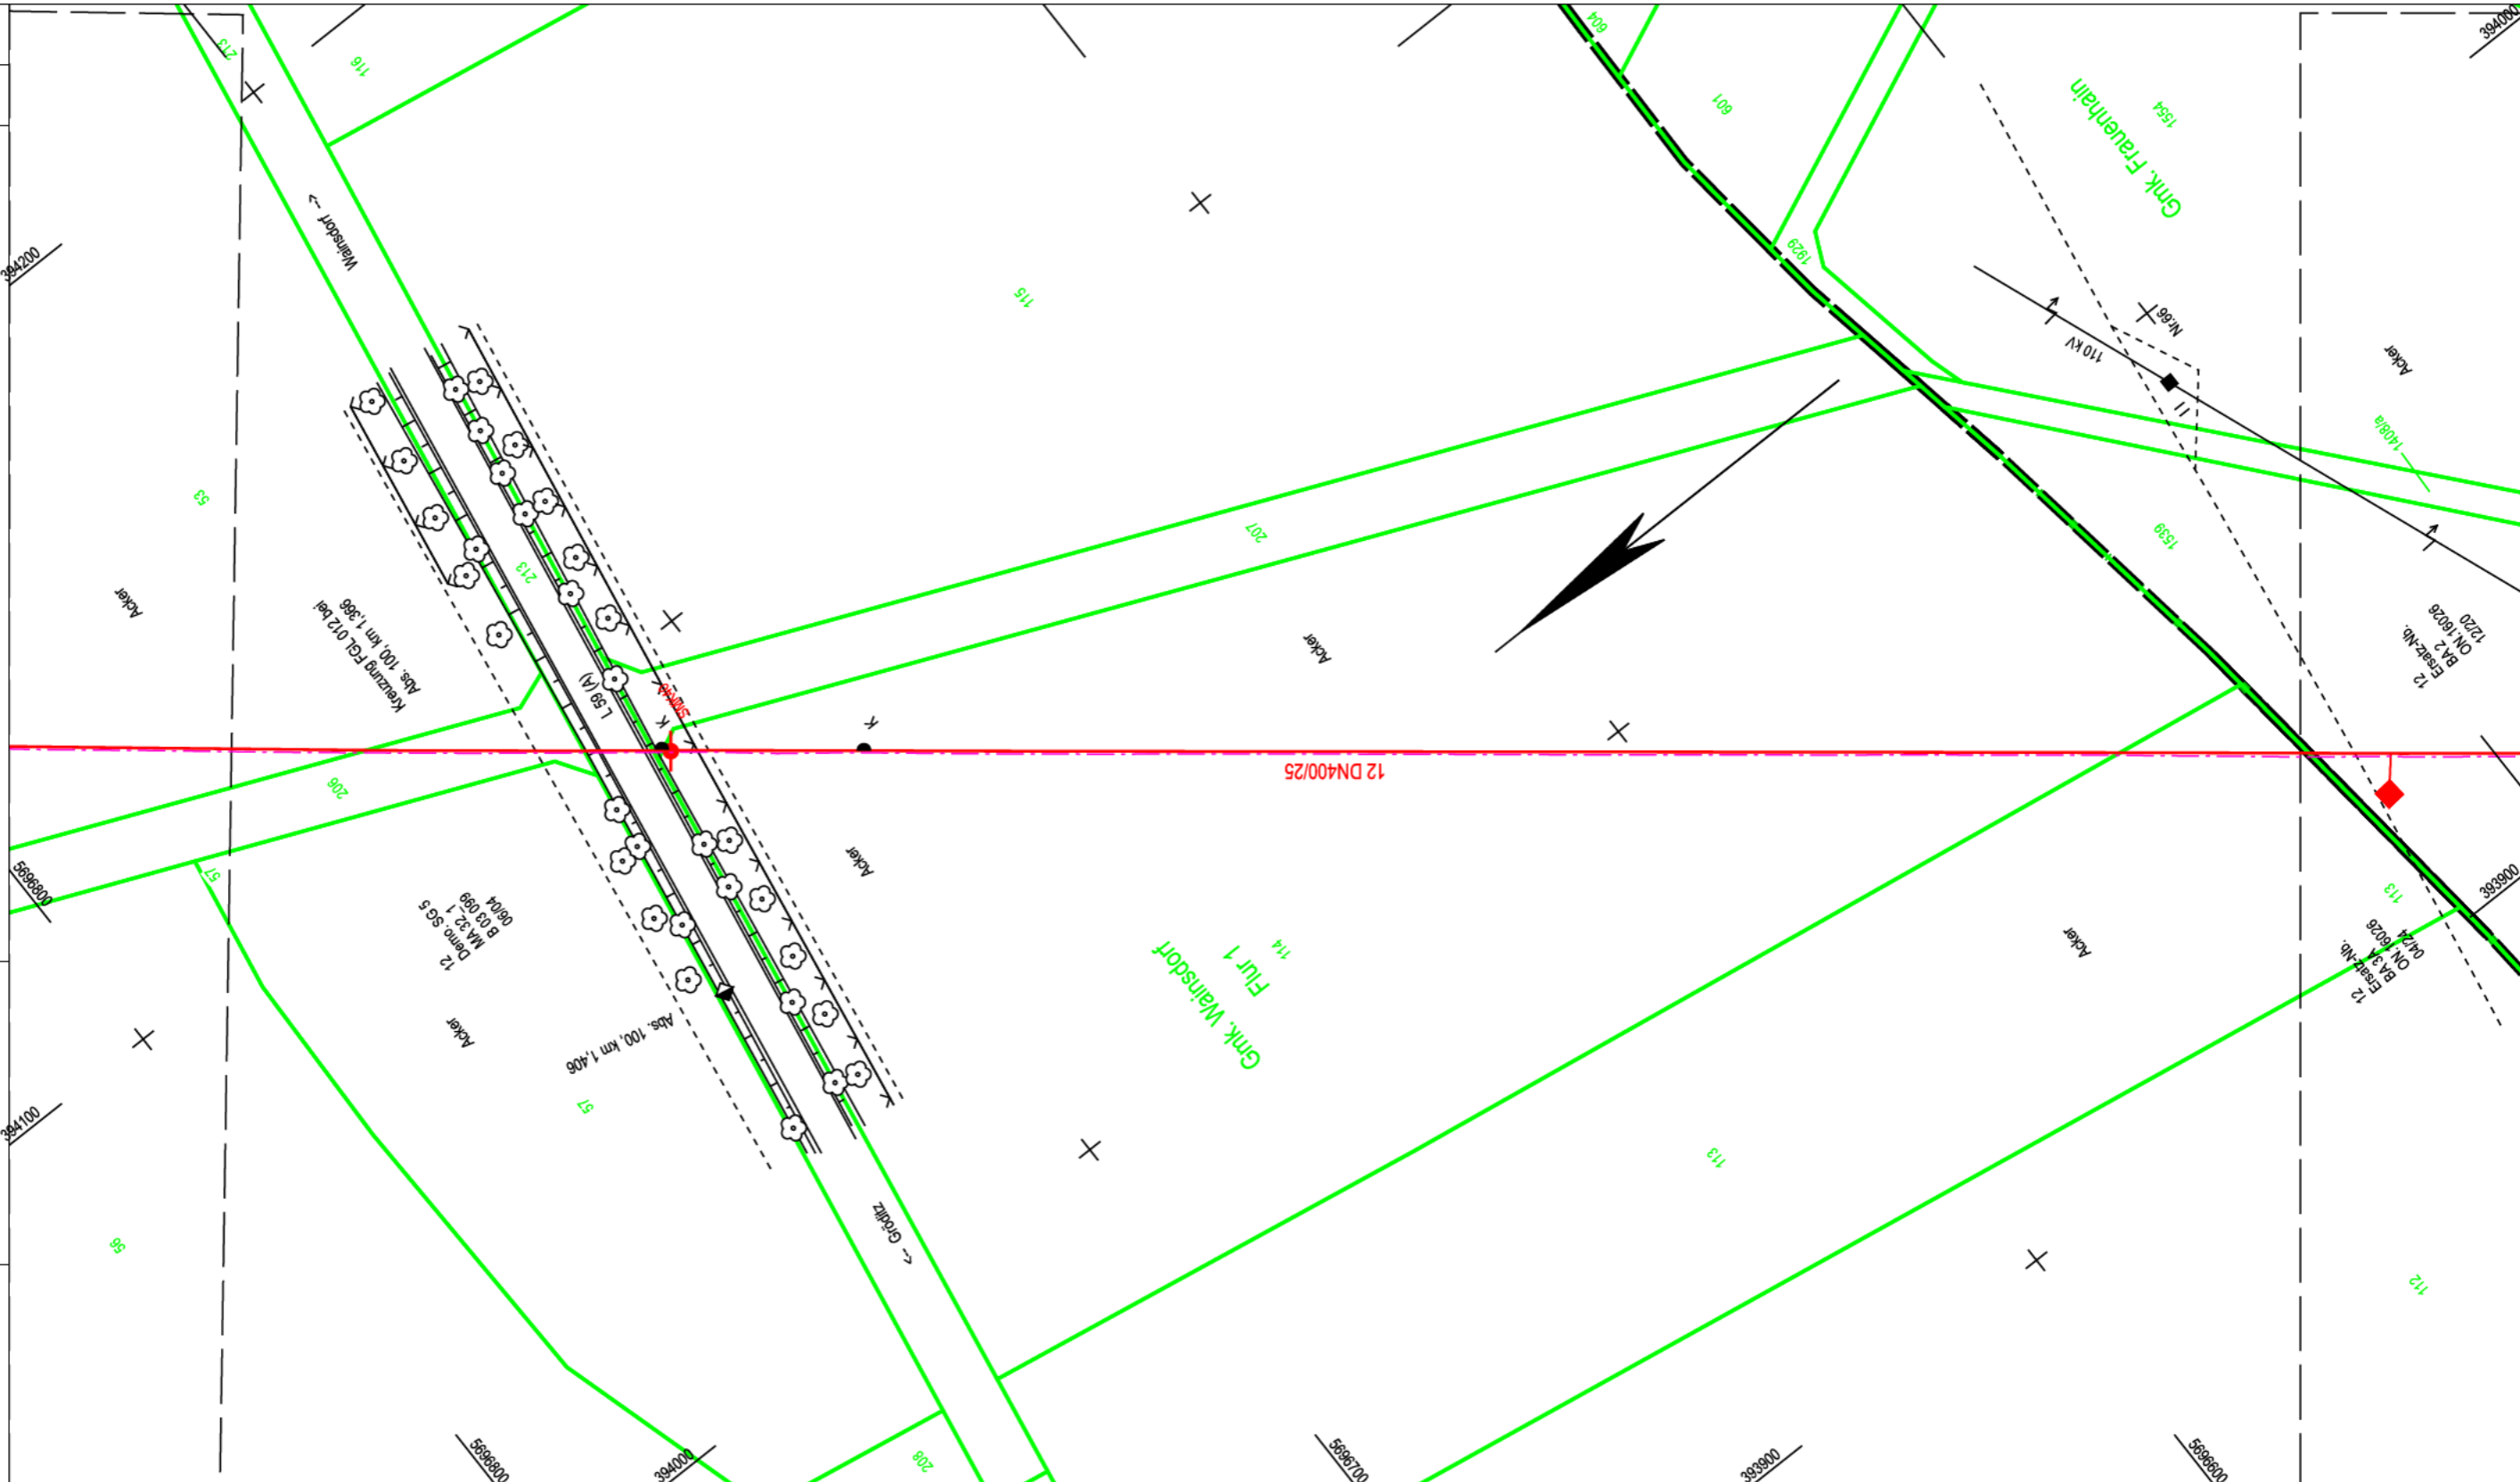 213
116
604
601
394000
1554
Gmk. Frauenhain
Wainsdorf -->
394200
1929
115
Nr.66
110 kV
Acker
1408/a
53
213
207
1539
Acker
Kreuzung FGL 012 bei
Abs. 100, km 1,366
L 59 (A)
Acker
12
Ersatz-Nb.
BA 2
ON.16026
12/20
K
K
12 DN400/25
206
5696800
57
12
Demo. SG 5
MA 32_1
B 03 099
06/04
Acker
113
393900
Acker
12
Ersatz-Nb.
BA 3A
ON.16026
04/24
114
Gmk. Wainsdorf
Flur 1
Acker
Abs. 100, km 1,406
57
394100
113
56
<-- Gröditz
112
208
5696800
394000
5696700
393900
5696600